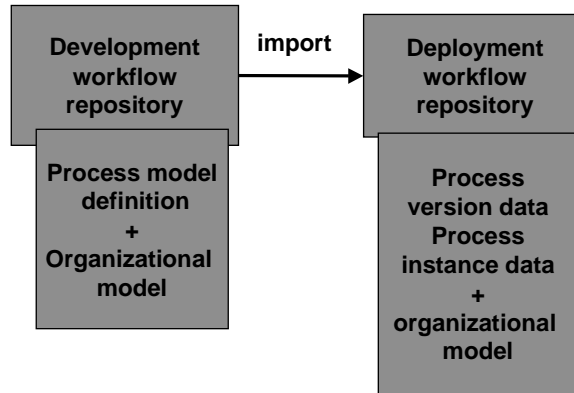 Development
workflow
repository
import
Deployment
workflow
repository
Process model
definition
+
Organizational
model
Process
version data
Process
instance data
+
organizational
model